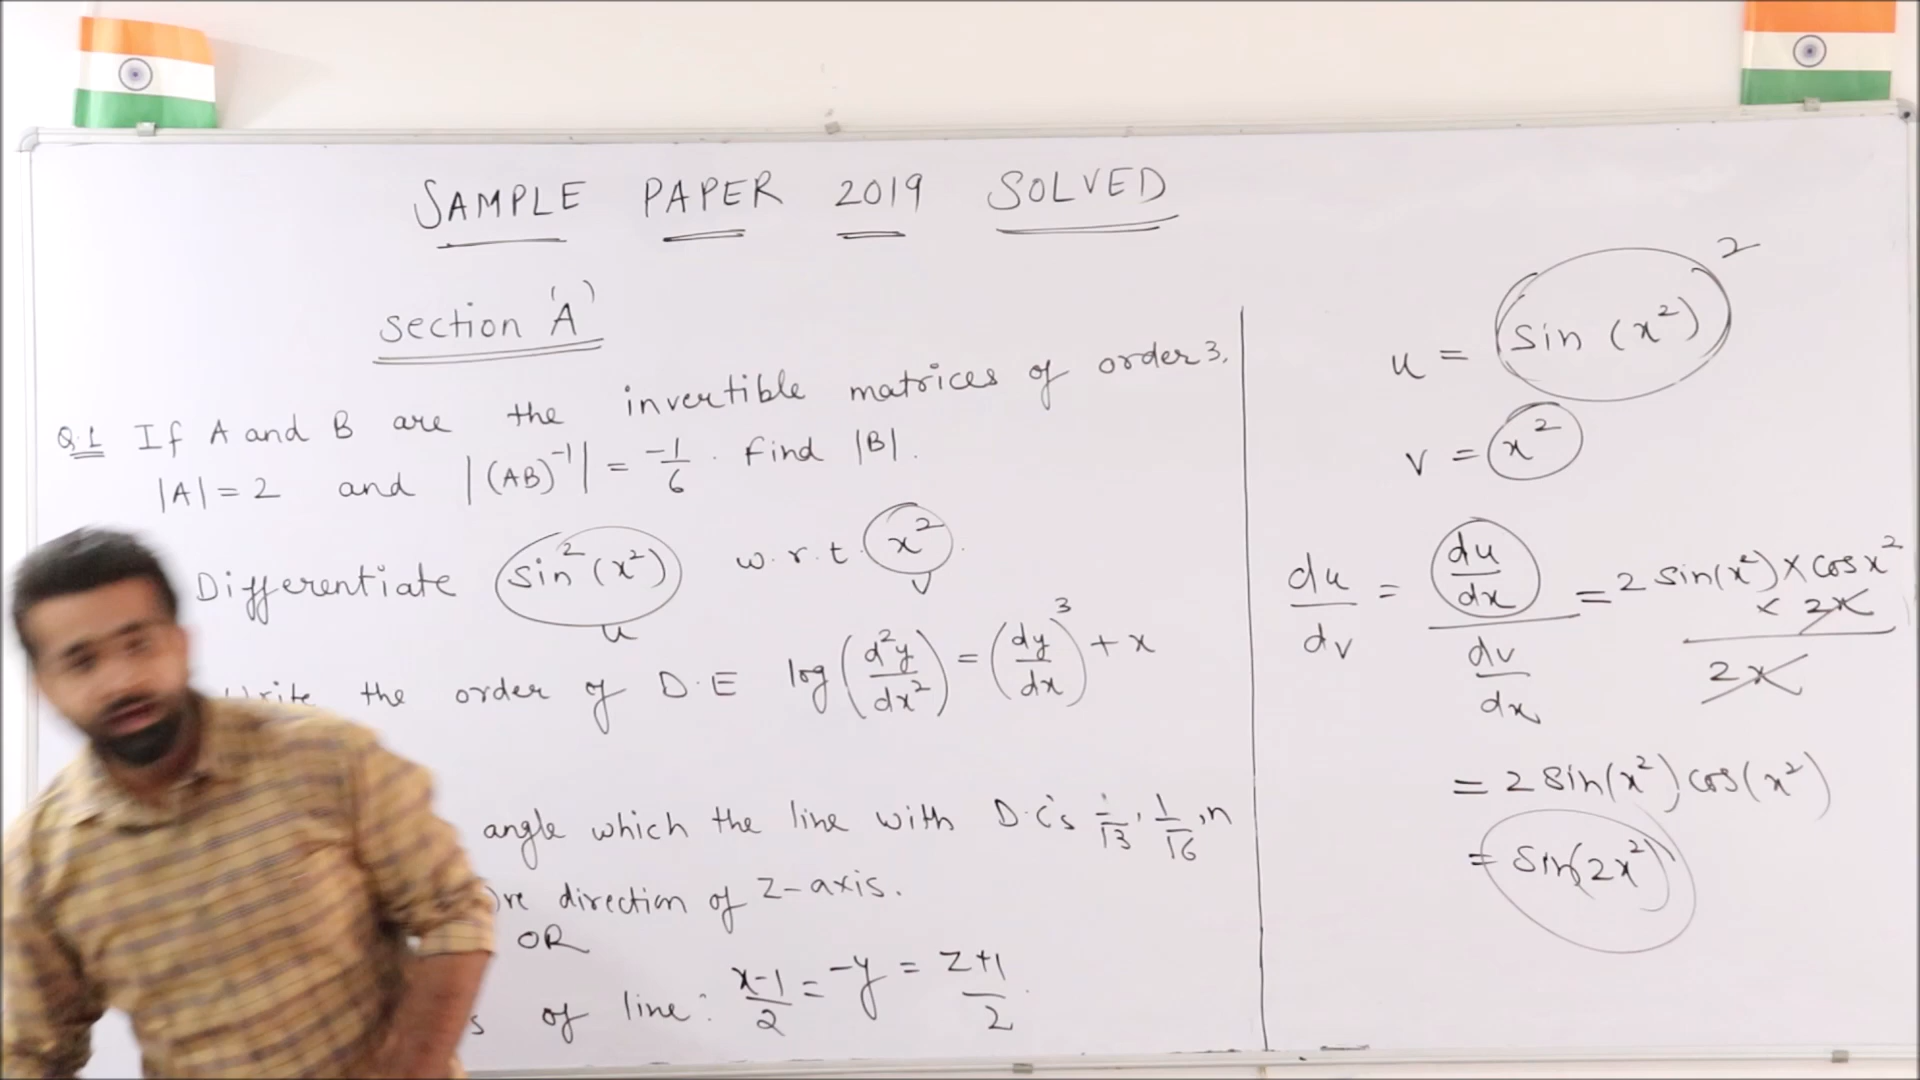 SAMPLE PAPER 2019 SOLVED
Section 'A'
Q.1 If A and B are the invertible matrices of order 3.
|A| = 2 and |(AB)⁻¹| = -1/6 . Find |B|.
Differentiate sin²(x²) w.r.t. x².
u v
Write the order of D.E log(d²y/dx²) = (dy/dx)³ + x
angle which the line with D.C's 1/√3, 1/√6, n
direction of Z-axis.
OR
of line: x-1/2 = -y = z+1/2.
u = (sin (x²))²
v = x²
du/dv = du/dx / dv/dx = 2 sin(x²) × cos x² × 2x / 2x
= 2 sin(x²) cos(x²)
= sin(2x²)